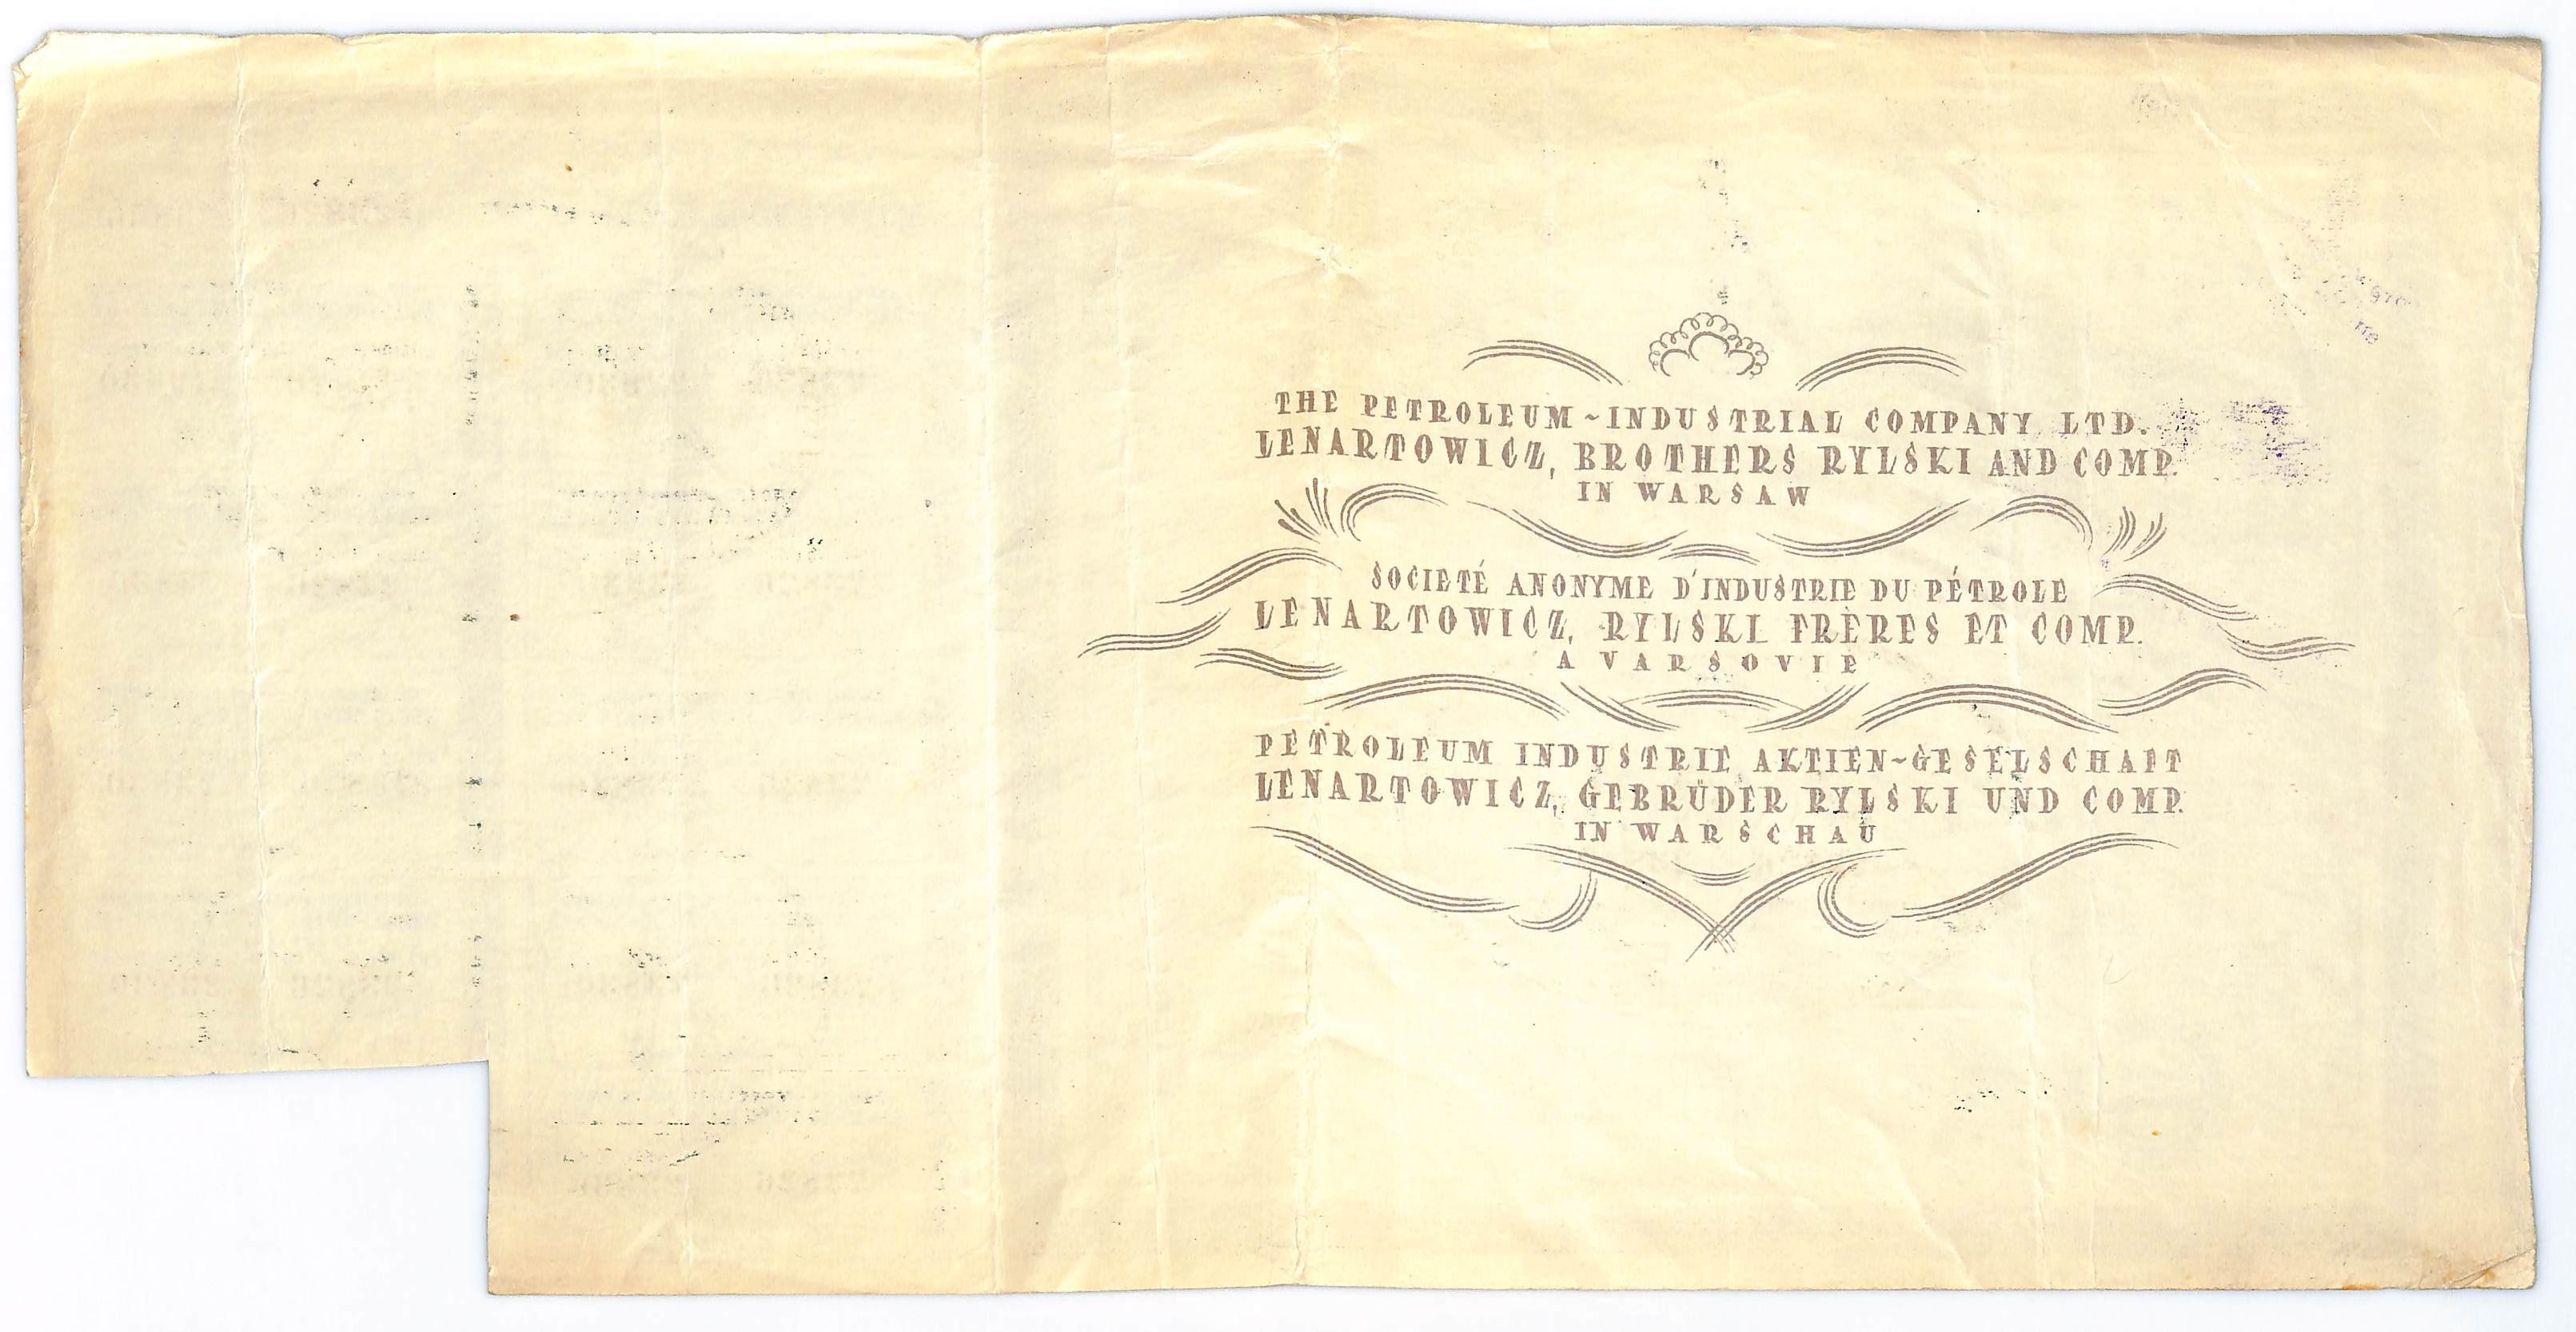 THE PETROLEUM~INDUSTRIAL COMPANY LTD.
LENARTOWICZ, BROTHERS RYLSKI AND COMP.
IN WARSAW
SOCIETÉ ANONYME D'INDUSTRIE DU PÉTROLE
LENARTOWICZ, RYLSKI FRÈRES ET COMP.
A VARSOVIE
PETROLEUM INDUSTRIE AKTIEN~GESELSCHAFT
LENARTOWICZ, GEBRÜDER RYLSKI UND COMP.
IN WARSCHAU